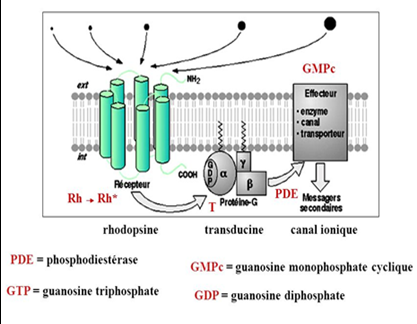 GMPc
ext
NH2
Effecteur
• enzyme
• canal
• transporteur
int
COOH
GDP
α
γ
β
Récepteur
Rh → Rh*
T
Protéine-G
PDE
Messagers
secondaires
rhodopsine
transducine
canal ionique
PDE = phosphodiestérase
GMPc = guanosine monophosphate cyclique
GTP = guanosine triphosphate
GDP = guanosine diphosphate